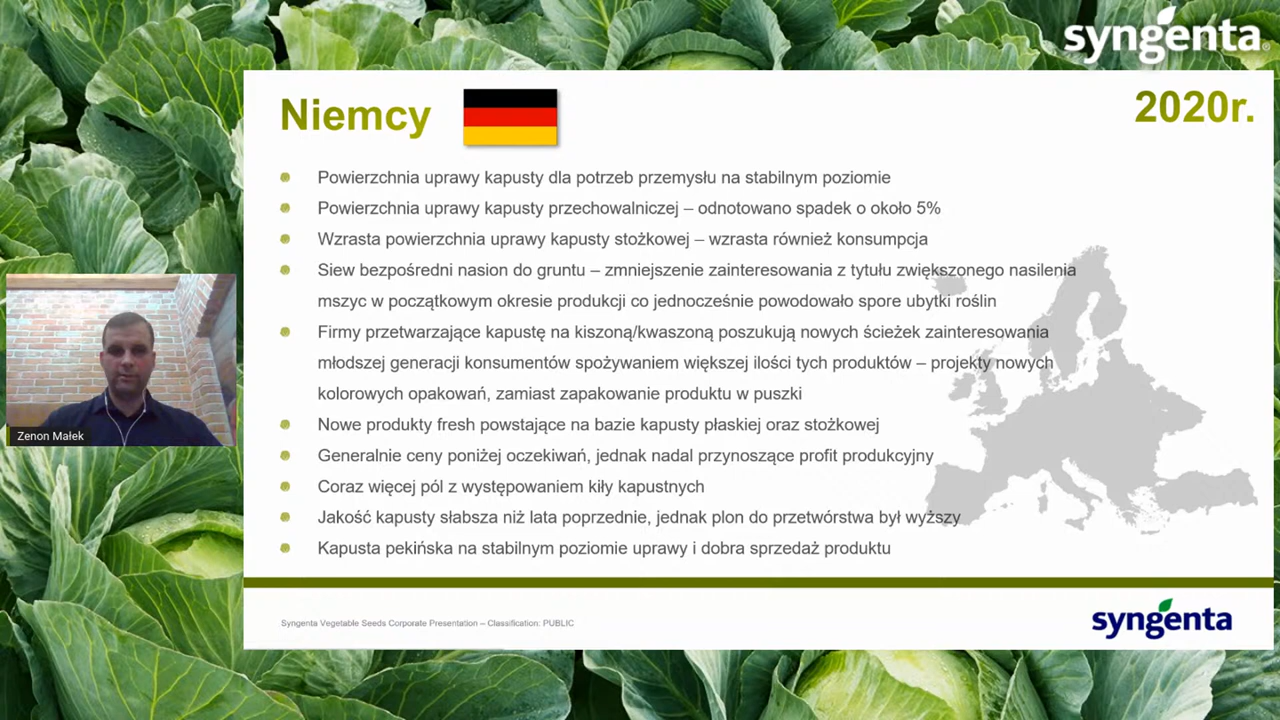 syngenta®
Niemcy
2020r.
Powierzchnia uprawy kapusty dla potrzeb przemysłu na stabilnym poziomie
Powierzchnia uprawy kapusty przechowalniczej – odnotowano spadek o około 5%
Wzrasta powierzchnia uprawy kapusty stożkowej – wzrasta również konsumpcja
Siew bezpośredni nasion do gruntu – zmniejszenie zainteresowania z tytułu zwiększonego nasilenia
mszyc w początkowym okresie produkcji co jednocześnie powodowało spore ubytki roślin
Firmy przetwarzające kapustę na kiszoną/kwaszoną poszukują nowych ścieżek zainteresowania
młodszej generacji konsumentów spożywaniem większej ilości tych produktów – projekty nowych
kolorowych opakowań, zamiast zapakowanie produktu w puszki
Nowe produkty fresh powstające na bazie kapusty płaskiej oraz stożkowej
Generalnie ceny poniżej oczekiwań, jednak nadal przynoszące profit produkcyjny
Coraz więcej pól z występowaniem kiły kapustnych
Jakość kapusty słabsza niż lata poprzednie, jednak plon do przetwórstwa był wyższy
Kapusta pekińska na stabilnym poziomie uprawy i dobra sprzedaż produktu
Zenon Małek
Syngenta Vegetable Seeds Corporate Presentation – Classification: PUBLIC
syngenta